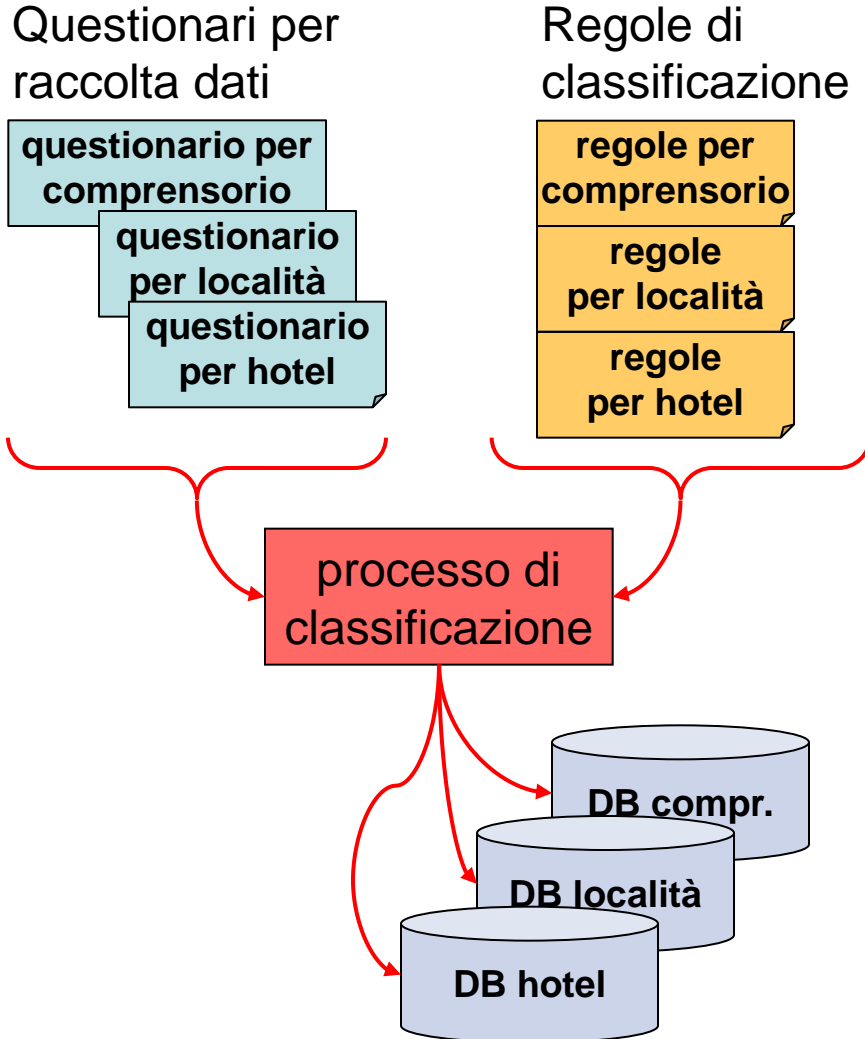 Questionari per
raccolta dati
questionario per
comprensorio
questionario
per località
questionario
per hotel
Regole di
classificazione
regole per
comprensorio
regole
per località
regole
per hotel
processo di
classificazione
DB compr.
DB località
DB hotel